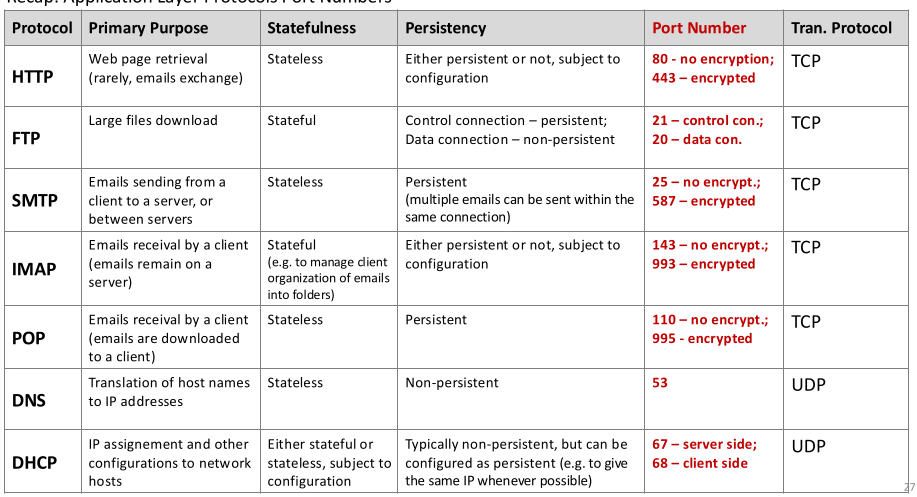 Recap: Application Layer Protocols Port Numbers
Protocol Primary Purpose Statefulness Persistency Port Number Tran. Protocol
HTTP
Web page retrieval
(rarely, emails exchange)
Stateless
Either persistent or not, subject to
configuration
80 - no encryption;
443 – encrypted
TCP
FTP
Large files download
Stateful
Control connection – persistent;
Data connection – non-persistent
21 – control con.;
20 – data con.
TCP
SMTP
Emails sending from a
client to a server, or
between servers
Stateless
Persistent
(multiple emails can be sent within the
same connection)
25 – no encrypt.;
587 – encrypted
TCP
IMAP
Emails receival by a client
(emails remain on a
server)
Stateful
(e.g. to manage client
organization of emails
into folders)
Either persistent or not, subject to
configuration
143 – no encrypt.;
993 – encrypted
TCP
POP
Emails receival by a client
(emails are downloaded
to a client)
Stateless
Persistent
110 – no encrypt.;
995 - encrypted
TCP
DNS
Translation of host names
to IP addresses
Stateless
Non-persistent
53
UDP
DHCP
IP assignement and other
configurations to network
hosts
Either stateful or
stateless, subject to
configuration
Typically non-persistent, but can be
configured as persistent (e.g. to give
the same IP whenever possible)
67 – server side;
68 – client side
UDP
27